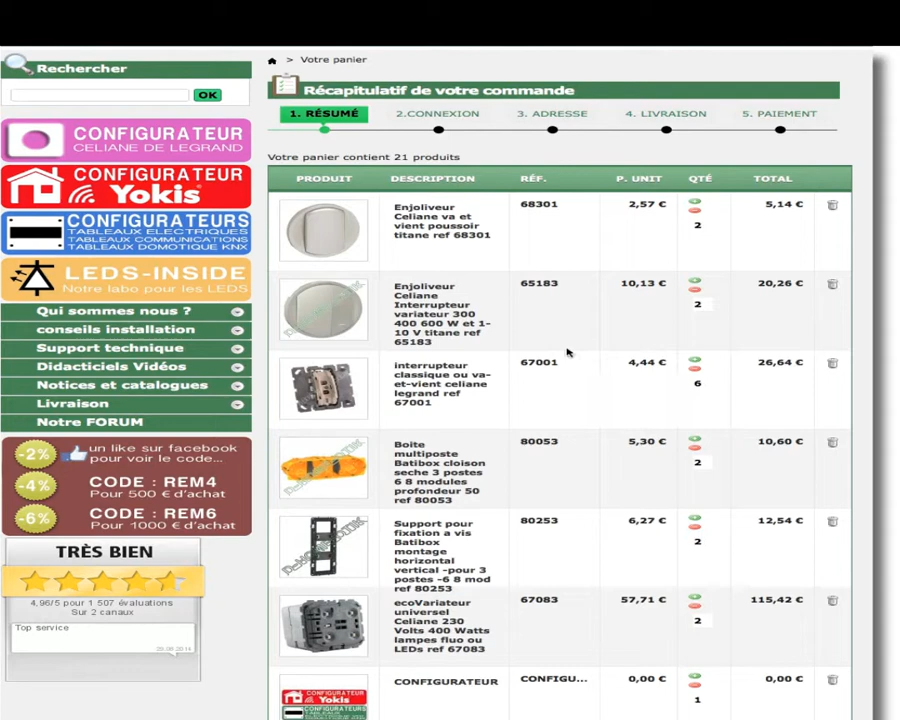 Rechercher
OK
CONFIGURATEUR
CELIANE DE LEGRAND
CONFIGURATEUR
Yokis
CONFIGURATEURS
TABLEAUX ELECTRIQUES
TABLEAUX COMMUNICATIONS
TABLEAUX DOMOTIQUE KNX
LEDS-INSIDE
Notre labo pour les LEDS
Qui sommes nous ?
conseils installation
Support technique
Didacticiels Vidéos
Notices et catalogues
Livraison
Notre FORUM
-2% un like sur facebook
pour voir le code...
-4% CODE : REM4
Pour 500 € d'achat
-6% CODE : REM6
Pour 1000 € d'achat
TRÈS BIEN
4,96/5 pour 1 507 évaluations
Sur 2 canaux
Top service
> Votre panier
Récapitulatif de votre commande
1. RÉSUMÉ 2.CONNEXION 3. ADRESSE 4. LIVRAISON 5. PAIEMENT
Votre panier contient 21 produits
PRODUIT DESCRIPTION RÉF. P. UNIT QTÉ TOTAL
Enjoliveur 68301 2,57 € 5,14 €
Celiane va et
vient poussoir 2
titane ref 68301
Enjoliveur 65183 10,13 € 20,26 €
Celiane
Interrupteur 2
variateur 300
400 600 W et 1-
10 V titane ref
65183
interrupteur 67001 4,44 € 26,64 €
classique ou va-
et-vient celiane 6
legrand ref
67001
Boite 80053 5,30 € 10,60 €
multiposte
Batibox cloison 2
seche 3 postes
6 8 modules
profondeur 50
ref 80053
Support pour 80253 6,27 € 12,54 €
fixation a vis
Batibox 2
montage
horizontal
vertical -pour 3
postes -6 8 mod
ref 80253
ecoVariateur 67083 57,71 € 115,42 €
universel
Celiane 230 2
Volts 400 Watts
lampes fluo ou
LEDs ref 67083
CONFIGURATEUR CONFIGU... 0,00 € 0,00 €
1
CONFIGURATEUR
Yokis
CONFIGURATEURS